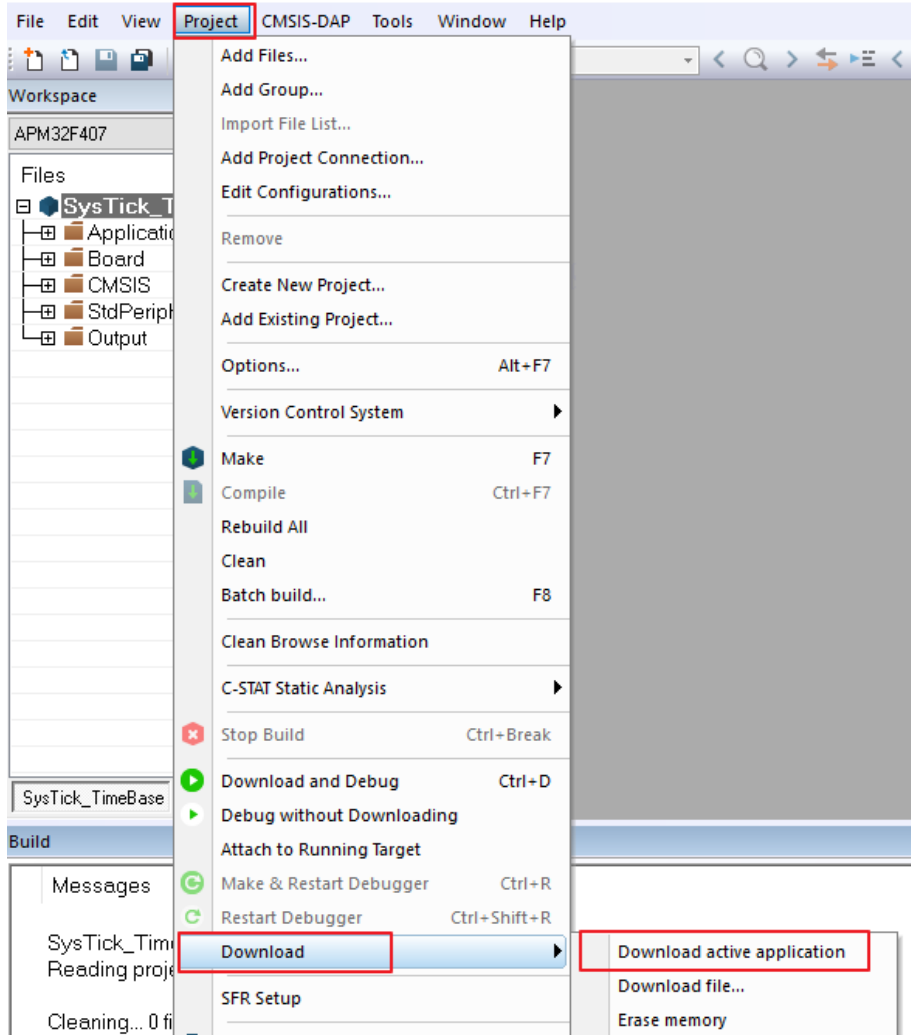 File Edit View Project CMSIS-DAP Tools Window Help
Workspace
APM32F407
Files
SysTick_T
Applicatio
Board
CMSIS
StdPeriph
Output
SysTick_TimeBase
Add Files...
Add Group...
Import File List...
Add Project Connection...
Edit Configurations...
Remove
Create New Project...
Add Existing Project...
Options... Alt+F7
Version Control System
Make F7
Compile Ctrl+F7
Rebuild All
Clean
Batch build... F8
Clean Browse Information
C-STAT Static Analysis
Stop Build Ctrl+Break
Download and Debug Ctrl+D
Debug without Downloading
Attach to Running Target
Make & Restart Debugger Ctrl+R
Restart Debugger Ctrl+Shift+R
Download
SFR Setup
Download active application
Download file...
Erase memory
Build
Messages
SysTick_Tim
Reading proje
Cleaning... 0 fi